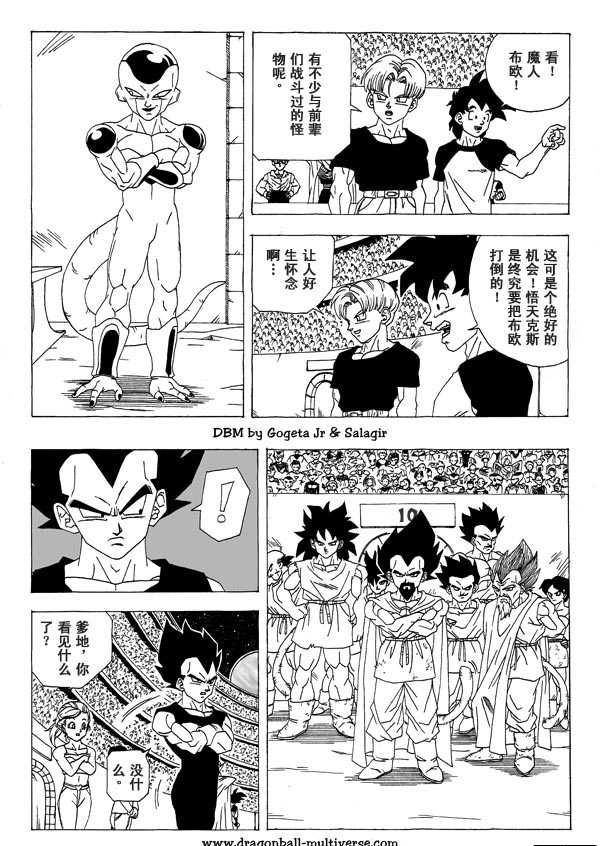 看！
魔人
布欧！
有不少与前辈
们战斗过的怪
物呢。
这可是个绝好的
机会！悟天克斯
是终究要把布欧
打倒的！
让人好
生怀念
啊…
DBM by Gogeta Jr & Salagir
！
10
爹地，你
看见什么
了？
没什
么。
www.dragonball-multiverse.com